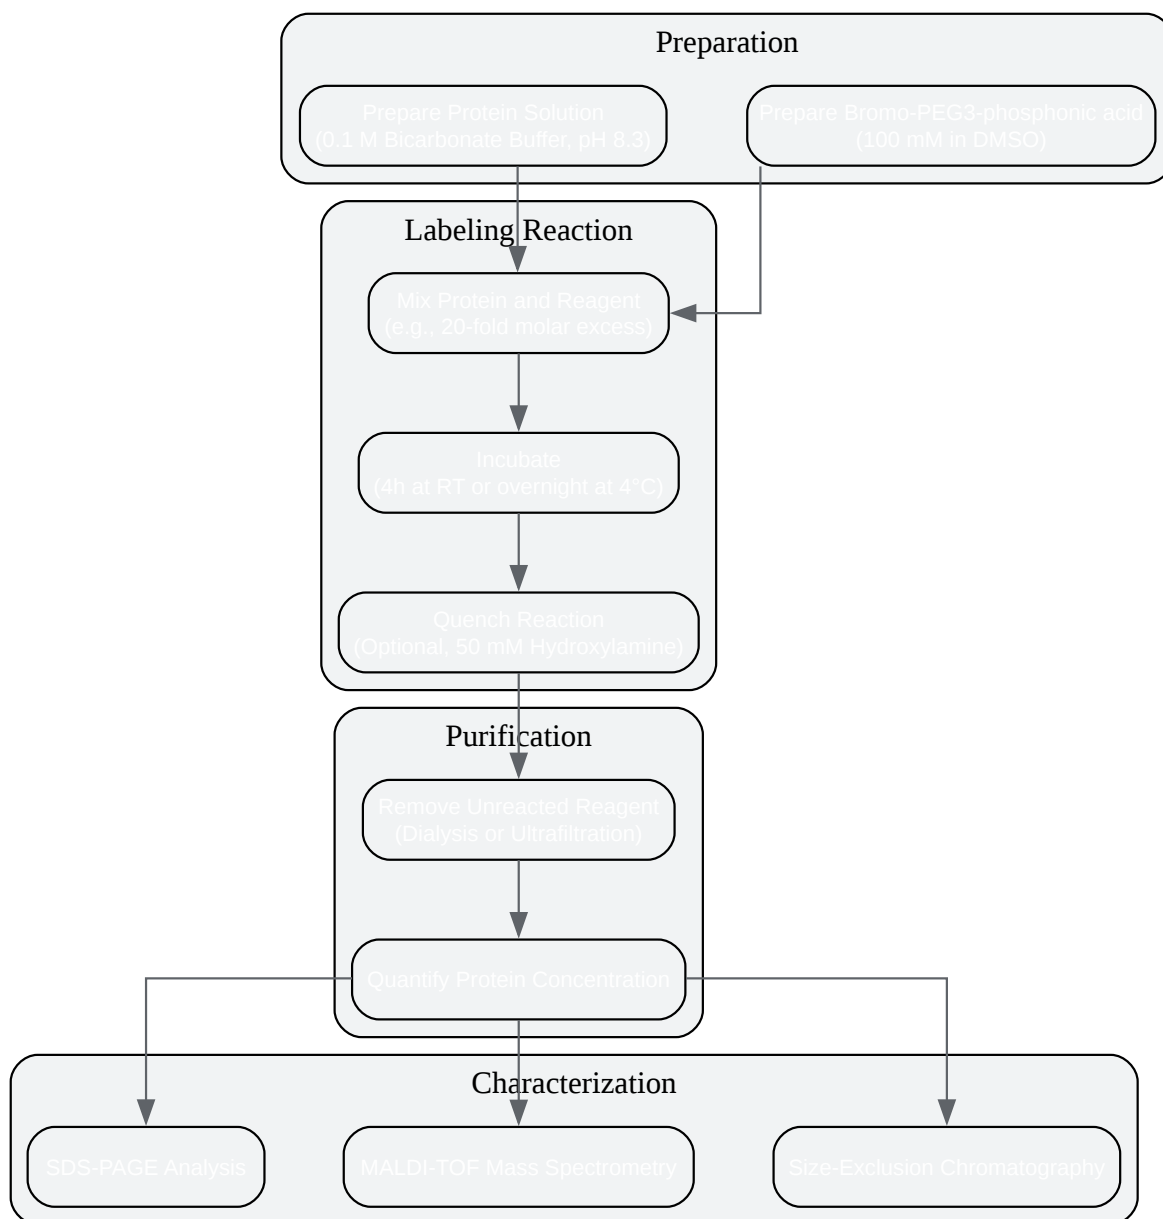 Preparation
Prepare Protein Solution
(0.1 M Bicarbonate Buffer, pH 8.3)
Prepare Bromo-PEG3-phosphonic acid
(100 mM in DMSO)
Labeling Reaction
Mix Protein and Reagent
(e.g., 20-fold molar excess)
Incubate
(4h at RT or overnight at 4°C)
Quench Reaction
(Optional, 50 mM Hydroxylamine)
Purification
Remove Unreacted Reagent
(Dialysis or Ultrafiltration)
Quantify Protein Concentration
Characterization
SDS-PAGE Analysis
MALDI-TOF Mass Spectrometry
Size-Exclusion Chromatography